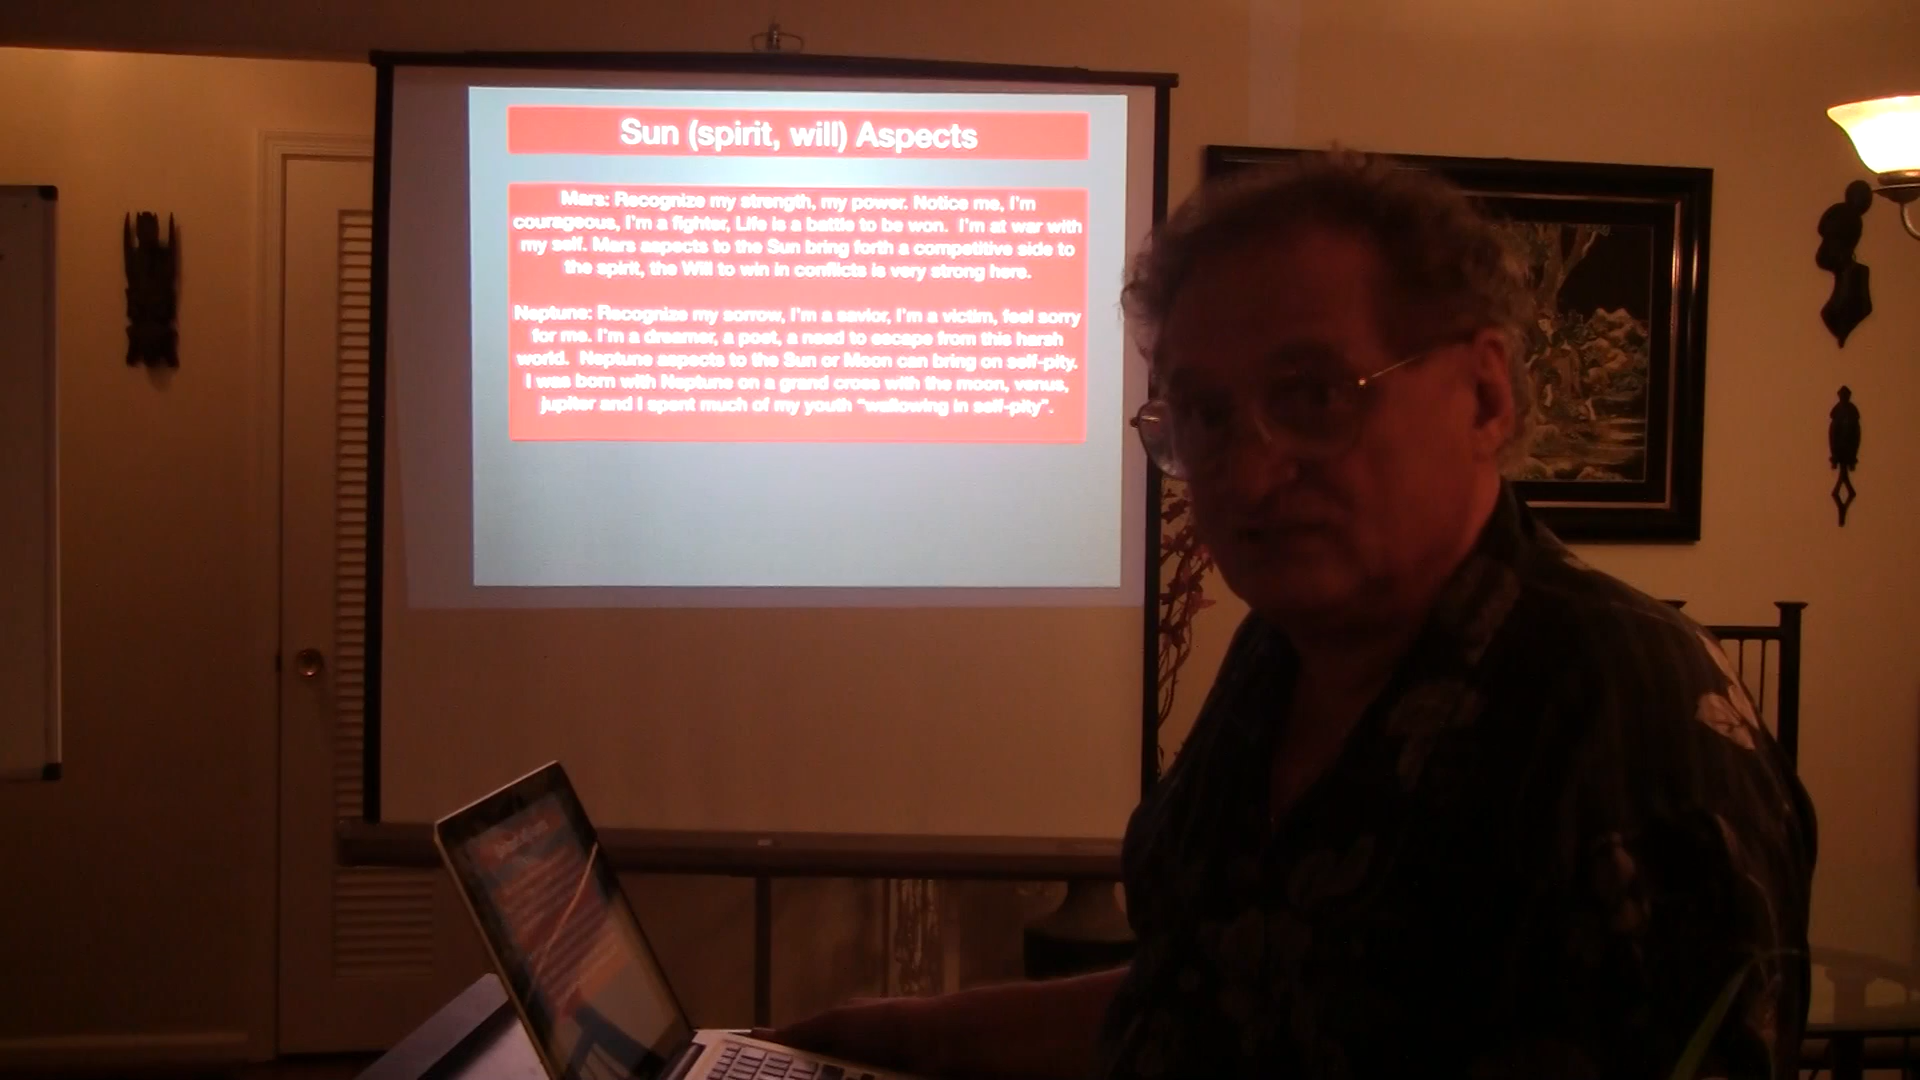 Sun (spirit, will) Aspects
Mars: Recognize my strength, my power. Notice me, I'm
courageous, I'm a fighter, Life is a battle to be won.  I'm at war with
my self. Mars aspects to the Sun bring forth a competitive side to
the spirit, the Will to win in conflicts is very strong here.
Neptune: Recognize my sorrow, I'm a savior, I'm a victim, feel sorry
for me. I'm a dreamer, a poet, a need to escape from this harsh
world.  Neptune aspects to the Sun or Moon can bring on self-pity.
I was born with Neptune on a grand cross with the moon, venus,
jupiter and I spent much of my youth "wallowing in self-pity".